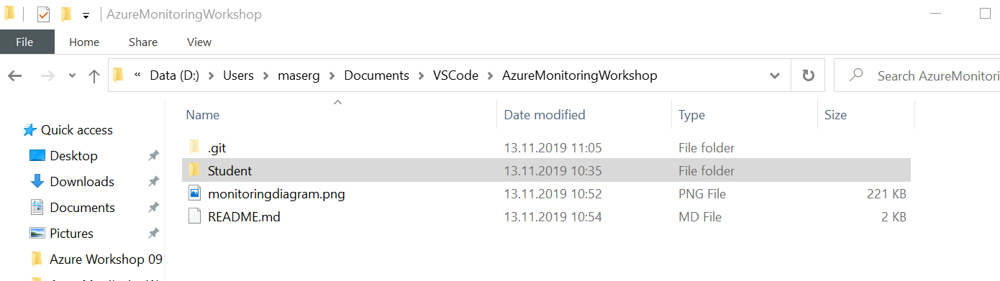 AzureMonitoringWorkshop
File Home Share View
« Data (D:) Users maserg Documents VSCode AzureMonitoringWorkshop Search AzureMonitori
Name Date modified Type Size
Quick access
Desktop
Downloads
Documents
Pictures
Azure Workshop 09
.git 13.11.2019 11:05 File folder
Student 13.11.2019 10:35 File folder
monitoringdiagram.png 13.11.2019 10:52 PNG File 221 KB
README.md 13.11.2019 10:54 MD File 2 KB